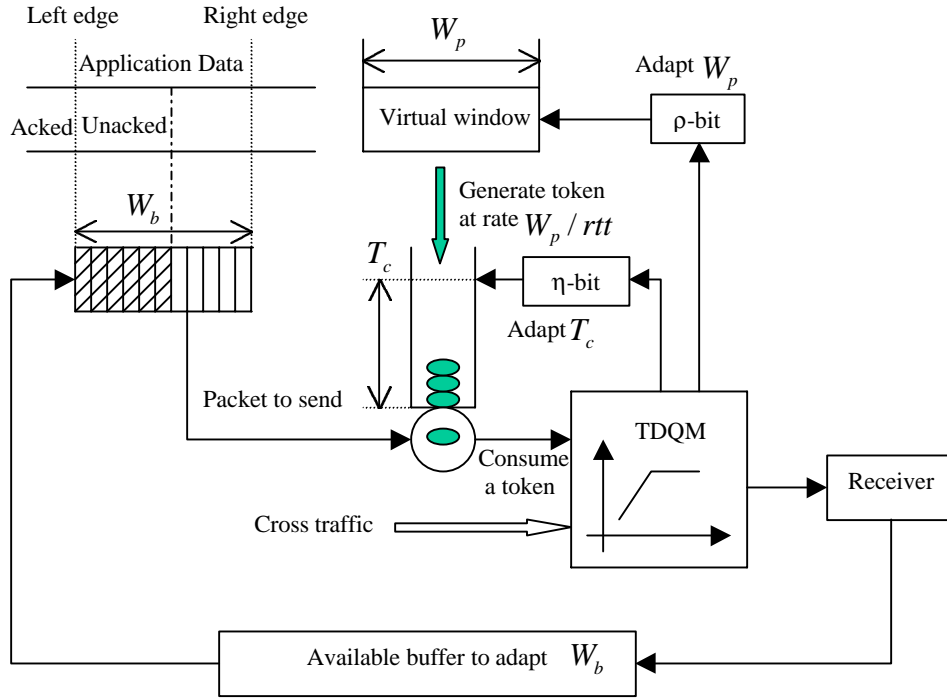 Left edge
Right edge
Application Data
Acked
Unacked
W_b
W_p
Virtual window
Adapt W_p
ρ-bit
Generate token
at rate W_p / rtt
T_c
η-bit
Adapt T_c
Packet to send
Consume
a token
TDQM
Receiver
Cross traffic
Available buffer to adapt W_b